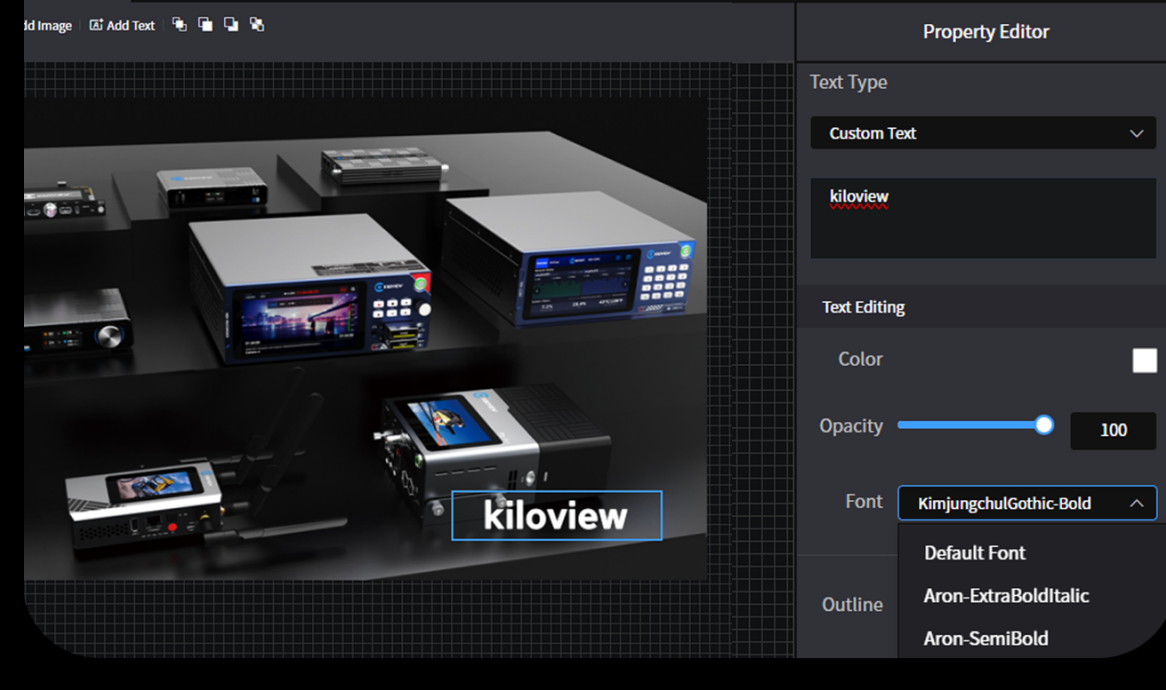 dd Image
Add Text
Property Editor
Text Type
Custom Text
kiloview
Text Editing
Color
Opacity
100
Font
KimjungchulGothic-Bold
Default Font
Aron-ExtraBoldItalic
Outline
Aron-SemiBold
kiloview